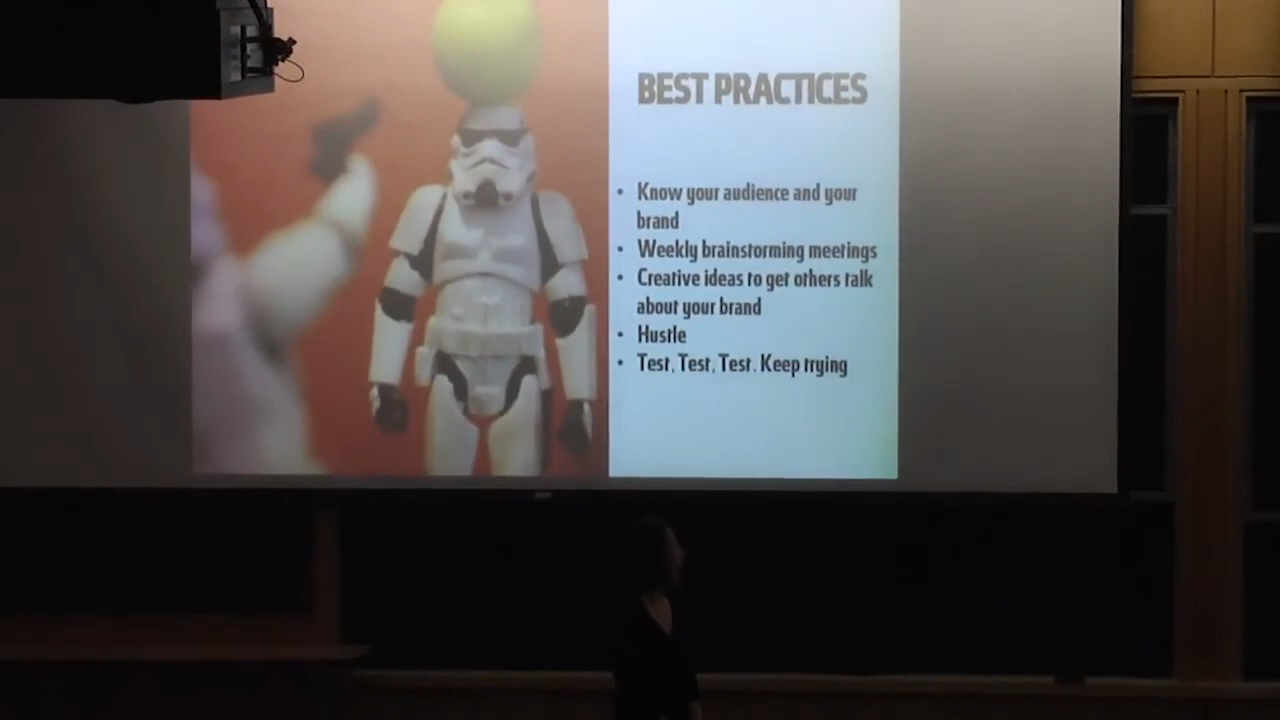 BEST PRACTICES
• Know your audience and your
brand
• Weekly brainstorming meetings
• Creative ideas to get others talk
about your brand
• Hustle
• Test, Test, Test. Keep trying